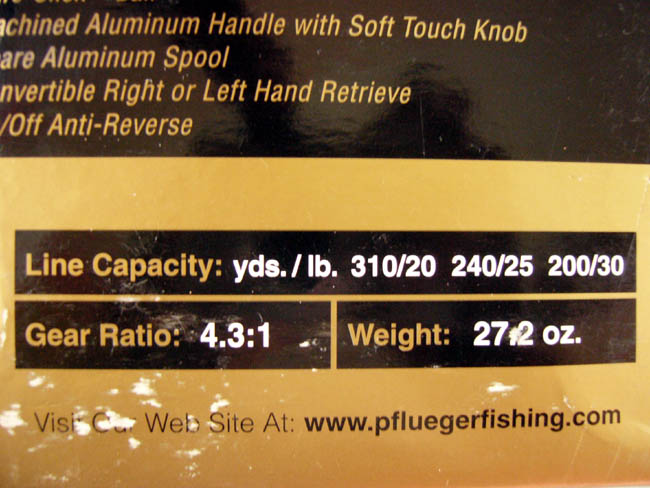 achined Aluminum Handle with Soft Touch Knob
are Aluminum Spool
nvertible Right or Left Hand Retrieve
/Off Anti-Reverse
Line Capacity: yds. / lb. 310/20 240/25 200/30
Gear Ratio: 4.3:1 Weight: 27.2 oz.
Visit Our Web Site At: www.pfluegerfishing.com